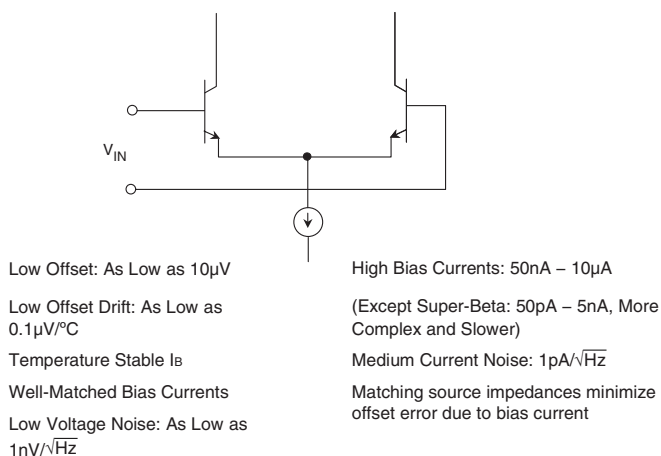 V_IN
Low Offset: As Low as 10µV
Low Offset Drift: As Low as
0.1µV/ºC
Temperature Stable IB
Well-Matched Bias Currents
Low Voltage Noise: As Low as
1nV/√Hz
High Bias Currents: 50nA – 10µA
(Except Super-Beta: 50pA – 5nA, More
Complex and Slower)
Medium Current Noise: 1pA/√Hz
Matching source impedances minimize
offset error due to bias current